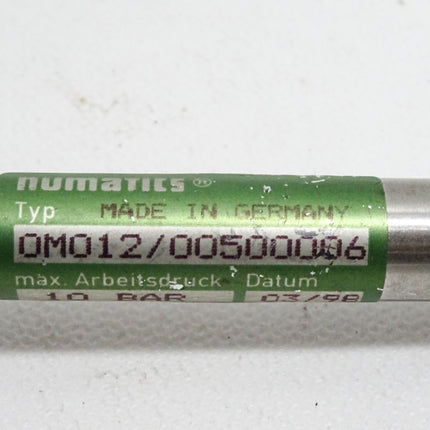 numatics®
Typ MADE IN GERMANY
0M012/00500006
max. Arbeitsdruck Datum
10 BAR 03/98